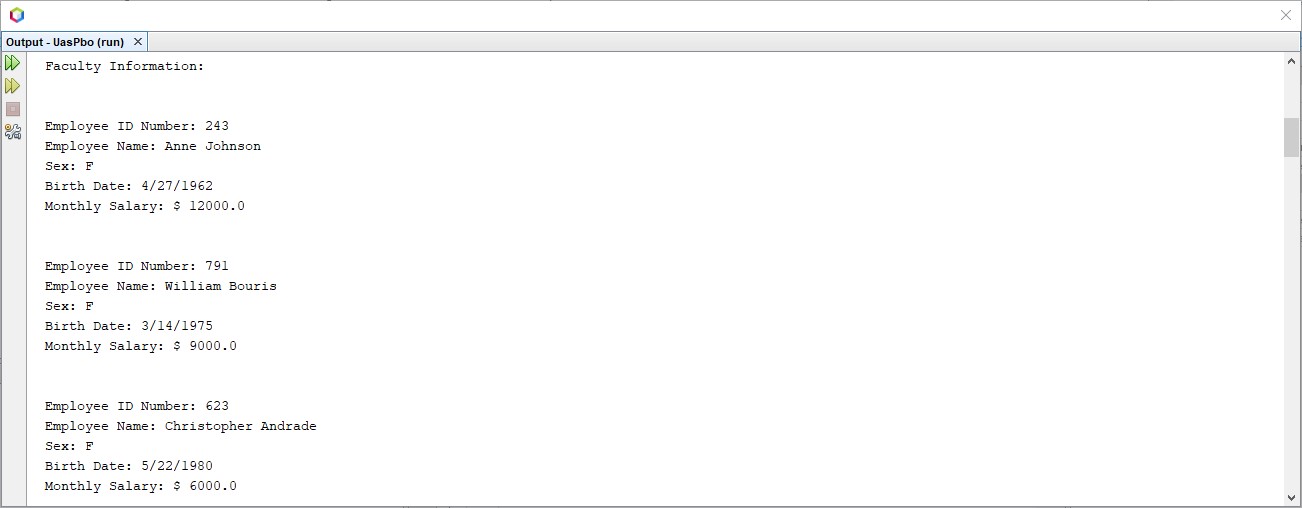 Output - UasPbo (run)
Faculty Information:
Employee ID Number: 243
Employee Name: Anne Johnson
Sex: F
Birth Date: 4/27/1962
Monthly Salary: $ 12000.0
Employee ID Number: 791
Employee Name: William Bouris
Sex: F
Birth Date: 3/14/1975
Monthly Salary: $ 9000.0
Employee ID Number: 623
Employee Name: Christopher Andrade
Sex: F
Birth Date: 5/22/1980
Monthly Salary: $ 6000.0